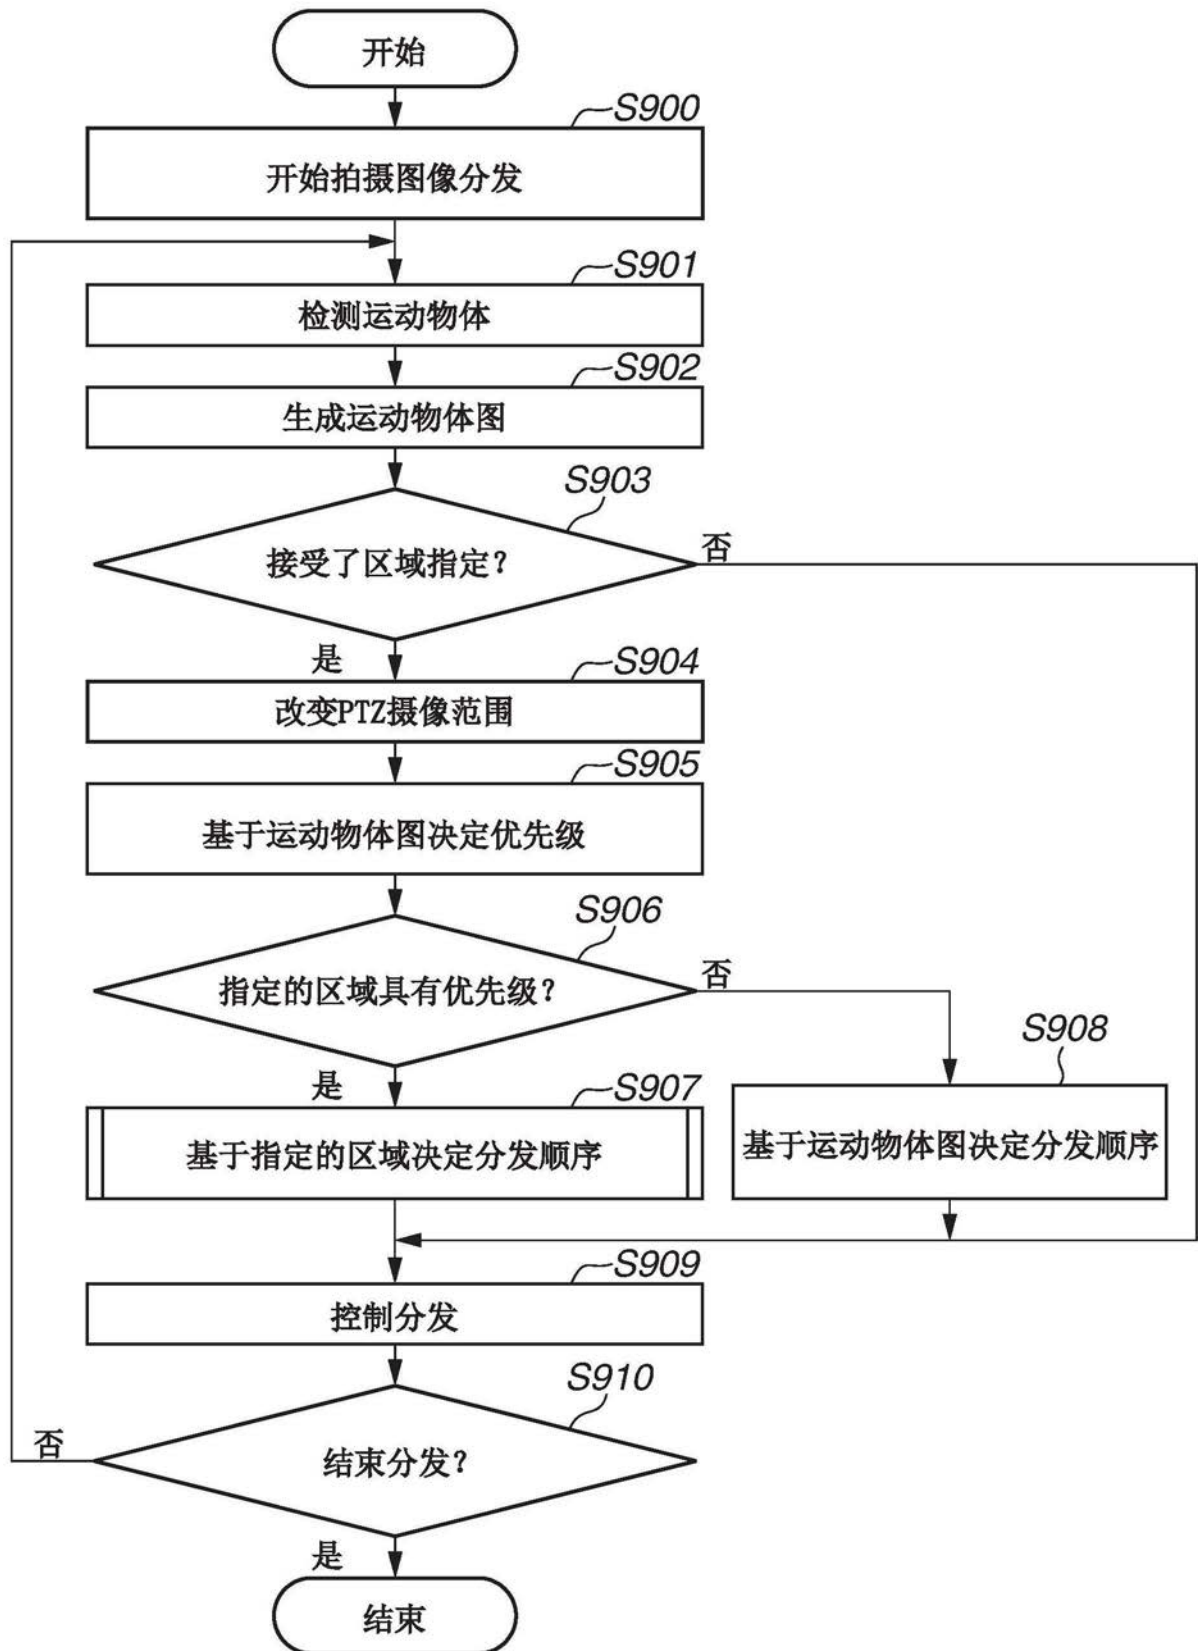 开始
S900
开始拍摄图像分发
S901
检测运动物体
S902
生成运动物体图
S903
接受了区域指定?
否
是
S904
改变PTZ摄像范围
S905
基于运动物体图决定优先级
S906
指定的区域具有优先级?
否
是
S907
基于指定的区域决定分发顺序
S908
基于运动物体图决定分发顺序
S909
控制分发
S910
结束分发?
否
是
结束